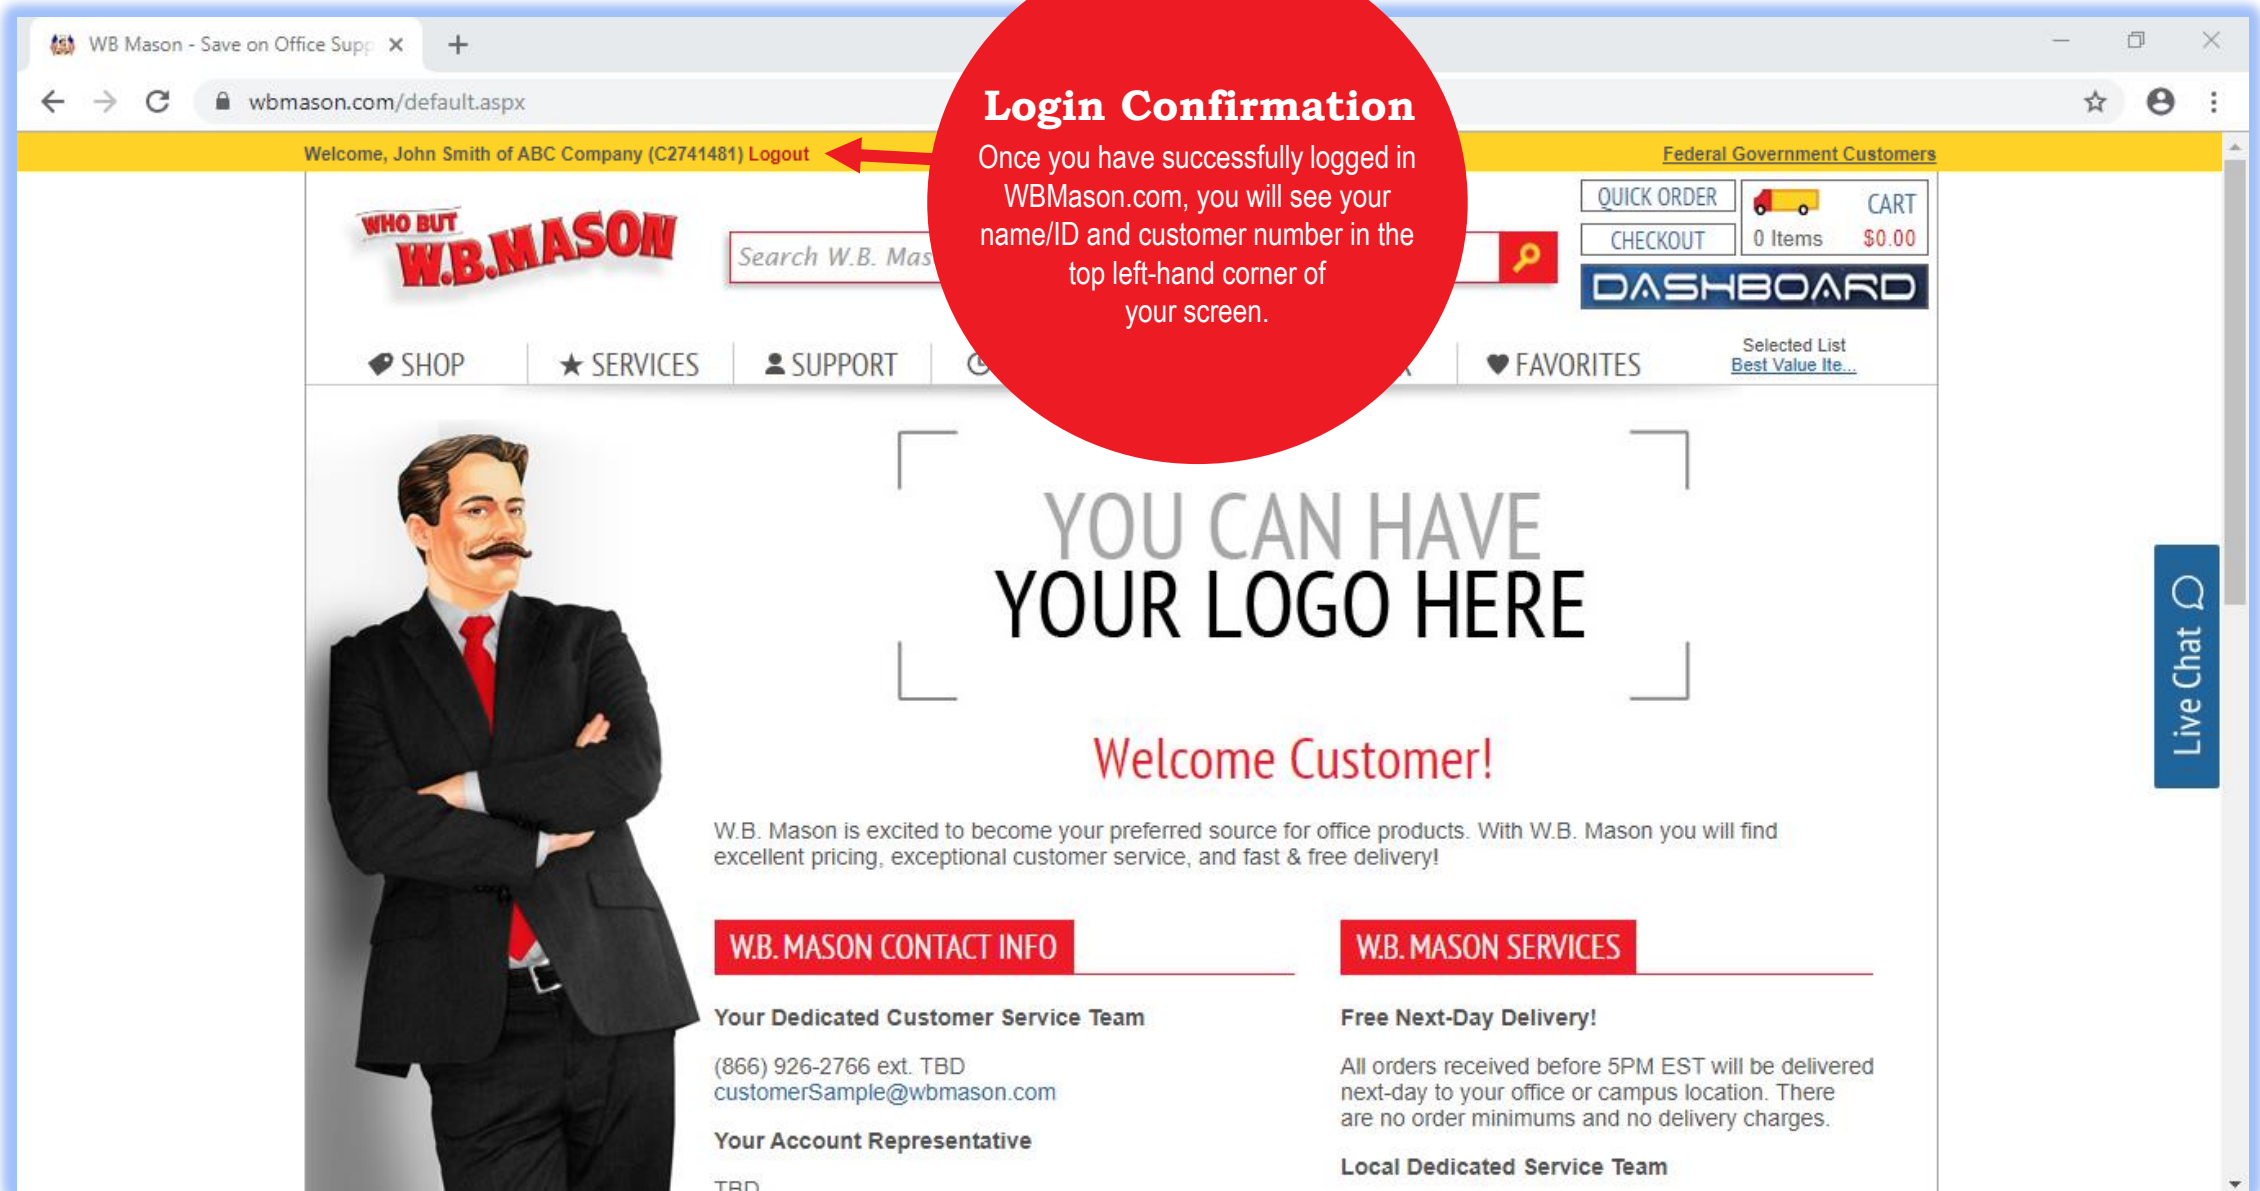 WB Mason - Save on Office Supp
wbmason.com/default.aspx
Login Confirmation
Once you have successfully logged in
WBMason.com, you will see your
name/ID and customer number in the
top left-hand corner of
your screen.
Welcome, John Smith of ABC Company (C2741481) Logout
Federal Government Customers
WHO BUT
W.B.MASON
Search W.B. Mas
QUICK ORDER
CHECKOUT
CART
0 Items $0.00
DASHBOARD
SHOP
SERVICES
SUPPORT
FAVORITES
Selected List
Best Value Ite...
YOU CAN HAVE
YOUR LOGO HERE
Welcome Customer!
W.B. Mason is excited to become your preferred source for office products. With W.B. Mason you will find
excellent pricing, exceptional customer service, and fast & free delivery!
W.B. MASON CONTACT INFO
Your Dedicated Customer Service Team
(866) 926-2766 ext. TBD
customerSample@wbmason.com
Your Account Representative
TBD
W.B. MASON SERVICES
Free Next-Day Delivery!
All orders received before 5PM EST will be delivered
next-day to your office or campus location. There
are no order minimums and no delivery charges.
Local Dedicated Service Team
Live Chat